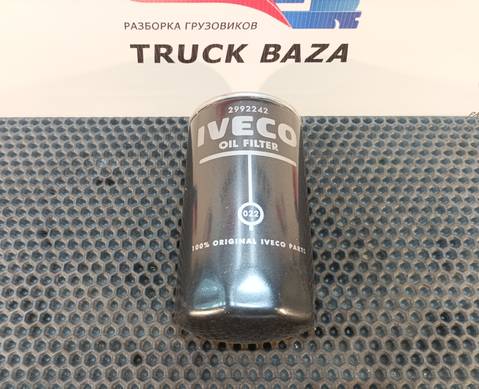 РАЗБОРКА ГРУЗОВИКОВ
TRUCK BAZA
2992242
IVECO
OIL FILTER
022
100% ORIGINAL IVECO PARTS